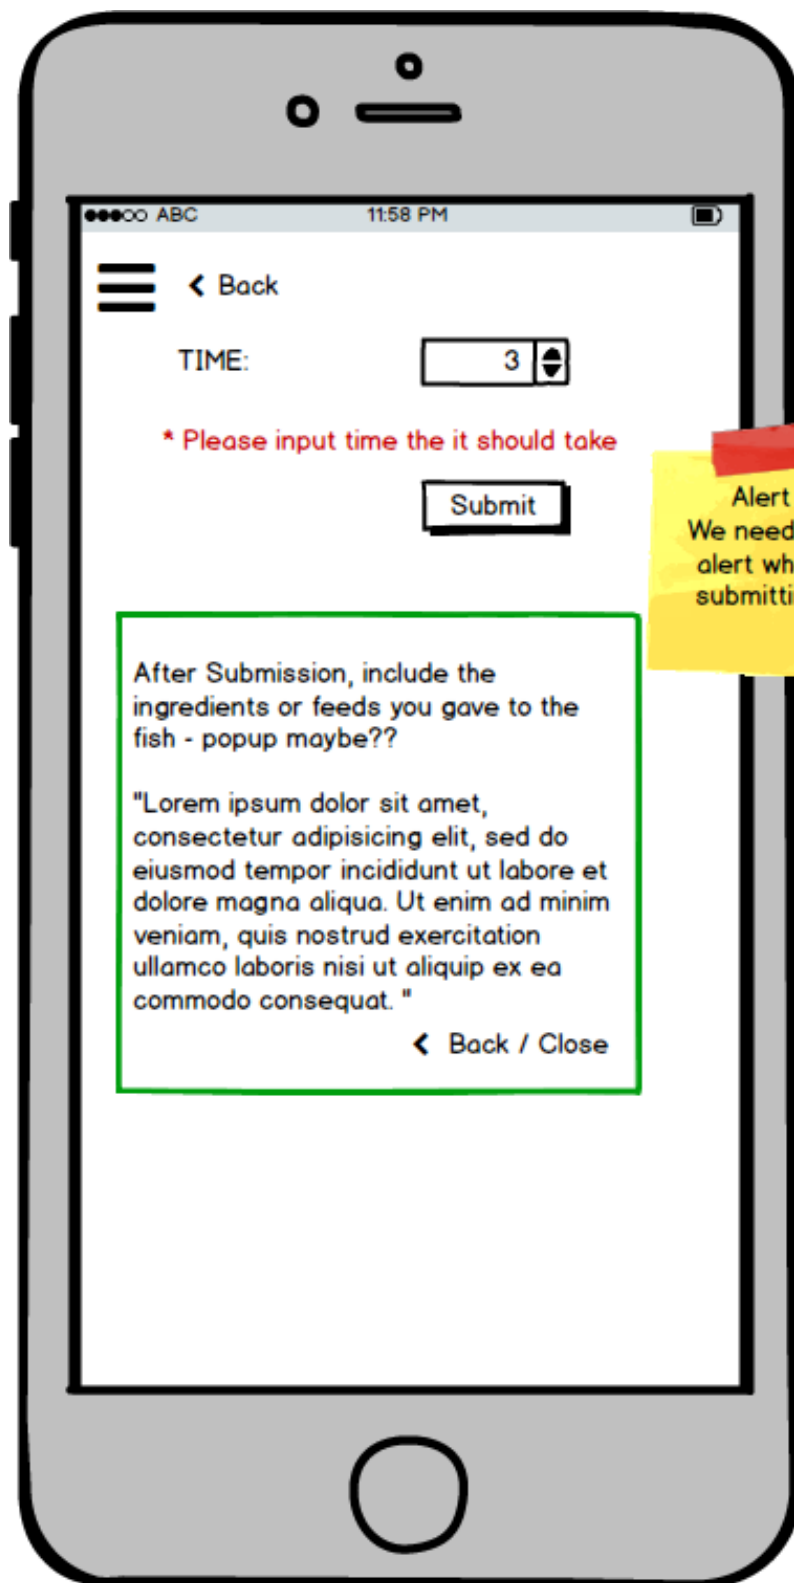 ABC 11:58 PM
Back
TIME: 3
* Please input time the it should take
Submit
Alert
We need
alert wh
submitti
After Submission, include the
ingredients or feeds you gave to the
fish - popup maybe??
"Lorem ipsum dolor sit amet,
consectetur adipisicing elit, sed do
eiusmod tempor incididunt ut labore et
dolore magna aliqua. Ut enim ad minim
veniam, quis nostrud exercitation
ullamco laboris nisi ut aliquip ex ea
commodo consequat. "
Back / Close